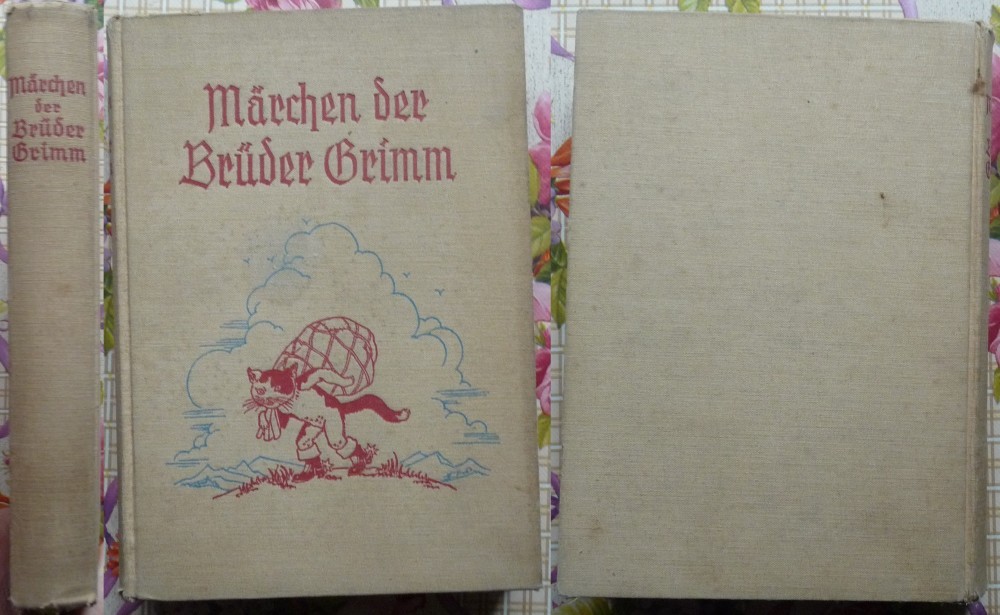 Märchen
der
Brüder
Grimm
Märchen der
Brüder Grimm